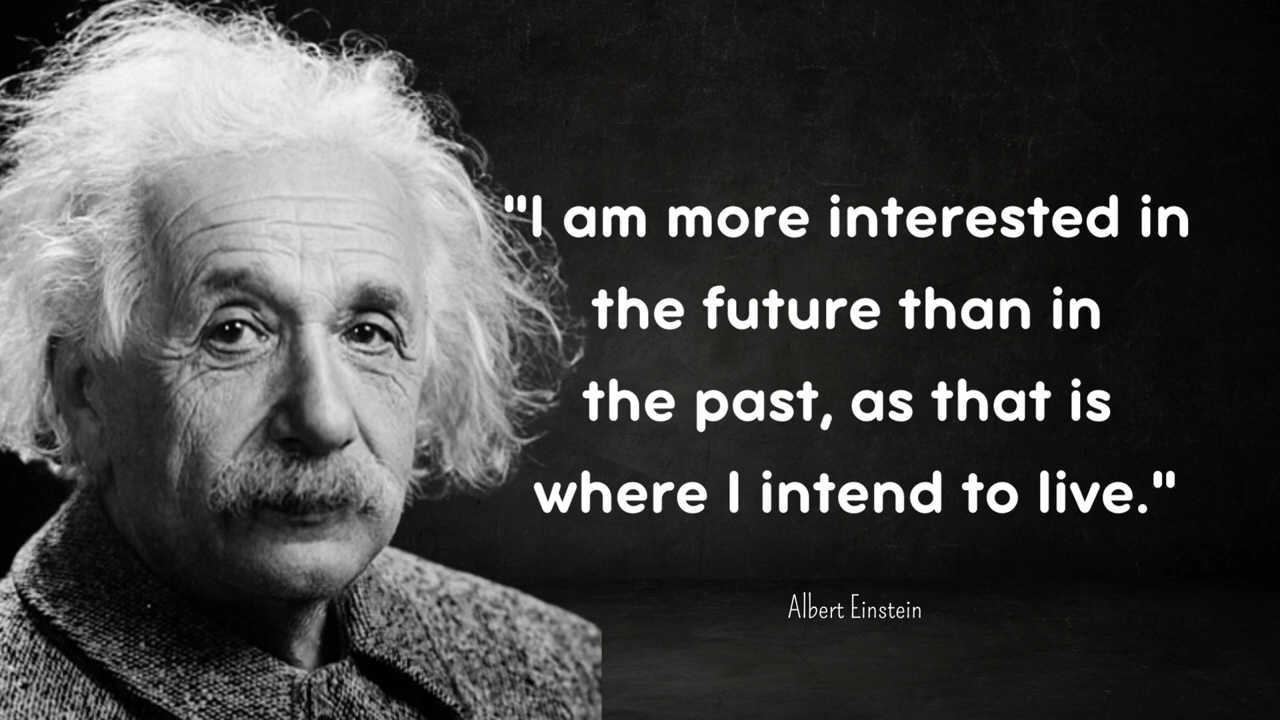 "I am more interested in
the future than in
the past, as that is
where I intend to live."
Albert Einstein